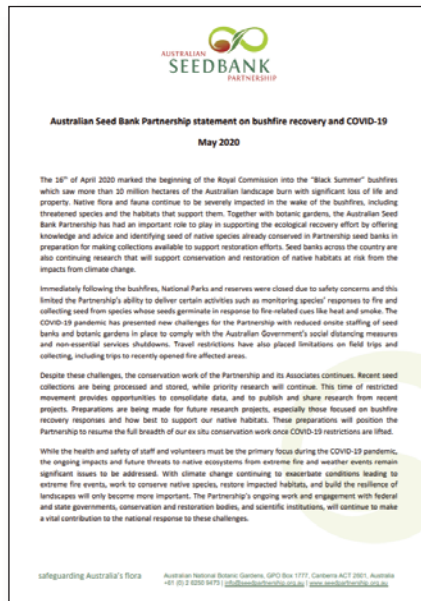 AUSTRALIAN
SEEDBANK
PARTNERSHIP
Australian Seed Bank Partnership statement on bushfire recovery and COVID-19
May 2020
The 16th of April 2020 marked the beginning of the Royal Commission into the "Black Summer" bushfires
which saw more than 10 million hectares of the Australian landscape burn with significant loss of life and
property. Native flora and fauna continue to be severely impacted in the wake of the bushfires, including
threatened species and the habitats that support them. Together with botanic gardens, the Australian Seed
Bank Partnership has had an important role to play in supporting the ecological recovery effort by offering
knowledge and advice and identifying seed of native species already conserved in Partnership seed banks in
preparation for making collections available to support restoration efforts. Seed banks across the country are
also continuing research that will support conservation and restoration of native habitats at risk from the
impacts from climate change.
Immediately following the bushfires, National Parks and reserves were closed due to safety concerns and this
limited the Partnership's ability to deliver certain activities such as monitoring species' responses to fire and
collecting seed from species whose seeds germinate in response to fire-related cues like heat and smoke. The
COVID-19 pandemic has presented new challenges for the Partnership with reduced onsite staffing of seed
banks and botanic gardens in place to comply with the Australian Government's social distancing measures
and non-essential services shutdowns. Travel restrictions have also placed limitations on field trips and
collecting, including trips to recently opened fire affected areas.
Despite these challenges, the conservation work of the Partnership and its Associates continues. Recent seed
collections are being processed and stored, while priority research will continue. This time of restricted
movement provides opportunities to consolidate data, and to publish and share research from recent
projects. Preparations are being made for future research projects, especially those focused on bushfire
recovery responses and how best to support our native habitats. These preparations will position the
Partnership to resume the full breadth of our ex situ conservation work once COVID-19 restrictions are lifted.
While the health and safety of staff and volunteers must be the primary focus during the COVID-19 pandemic,
the ongoing impacts and future threats to native ecosystems from extreme fire and weather events remain
significant issues to be addressed. With climate change continuing to exacerbate conditions leading to
extreme fire events, work to conserve native species, restore impacted habitats, and build the resilience of
landscapes will only become more important. The Partnership's ongoing work and engagement with federal
and state governments, conservation and restoration bodies, and scientific institutions, will continue to make
a vital contribution to the national response to these challenges.
safeguarding Australia's flora
Australian National Botanic Gardens, GPO Box 1777, Canberra ACT 2601, Australia
+61 (0) 2 6250 9473 | info@seedpartnership.org.au | www.seedpartnership.org.au